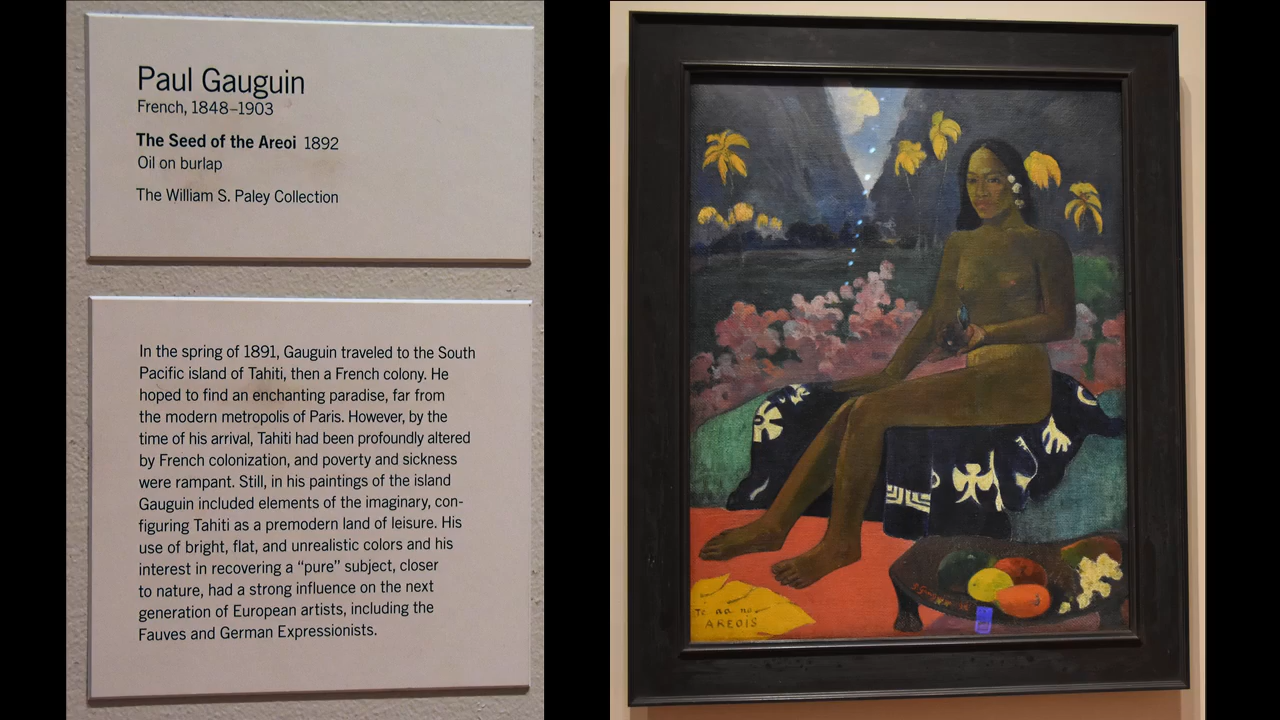 Paul Gauguin
French, 1848–1903
The Seed of the Areoi 1892
Oil on burlap
The William S. Paley Collection
In the spring of 1891, Gauguin traveled to the South
Pacific island of Tahiti, then a French colony. He
hoped to find an enchanting paradise, far from
the modern metropolis of Paris. However, by the
time of his arrival, Tahiti had been profoundly altered
by French colonization, and poverty and sickness
were rampant. Still, in his paintings of the island
Gauguin included elements of the imaginary, con-
figuring Tahiti as a premodern land of leisure. His
use of bright, flat, and unrealistic colors and his
interest in recovering a “pure” subject, closer
to nature, had a strong influence on the next
generation of European artists, including the
Fauves and German Expressionists.
Te aa no
AREOIS